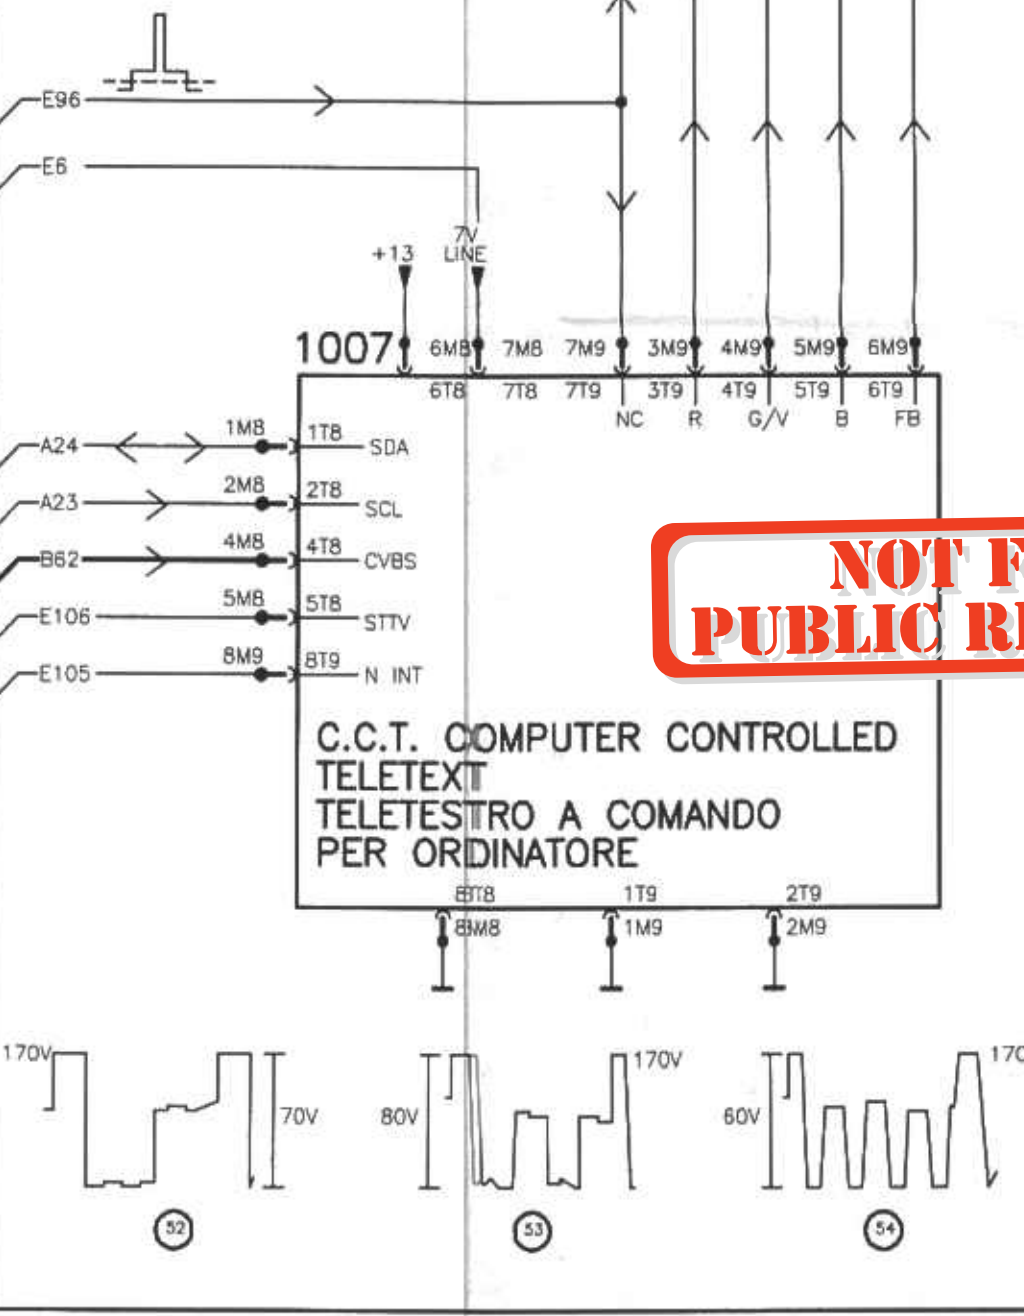 E96
E6
+13
7V
LINE
1007
6M8 7M8 7M9 3M9 4M9 5M9 6M9
6T8 7T8 7T9 3T9 4T9 5T9 6T9
NC R G/V B FB
A24 1M8 1T8 SDA
A23 2M8 2T8 SCL
B62 4M8 4T8 CVBS
E106 5M8 5T8 STTV
E105 8M9 8T9 N INT
NOT F
PUBLIC RE
C.C.T. COMPUTER CONTROLLED
TELETEXT
TELETESTRO A COMANDO
PER ORDINATORE
8T8 1T9 2T9
8M8 1M9 2M9
170V 70V 80V 170V 60V 170
52 53 54